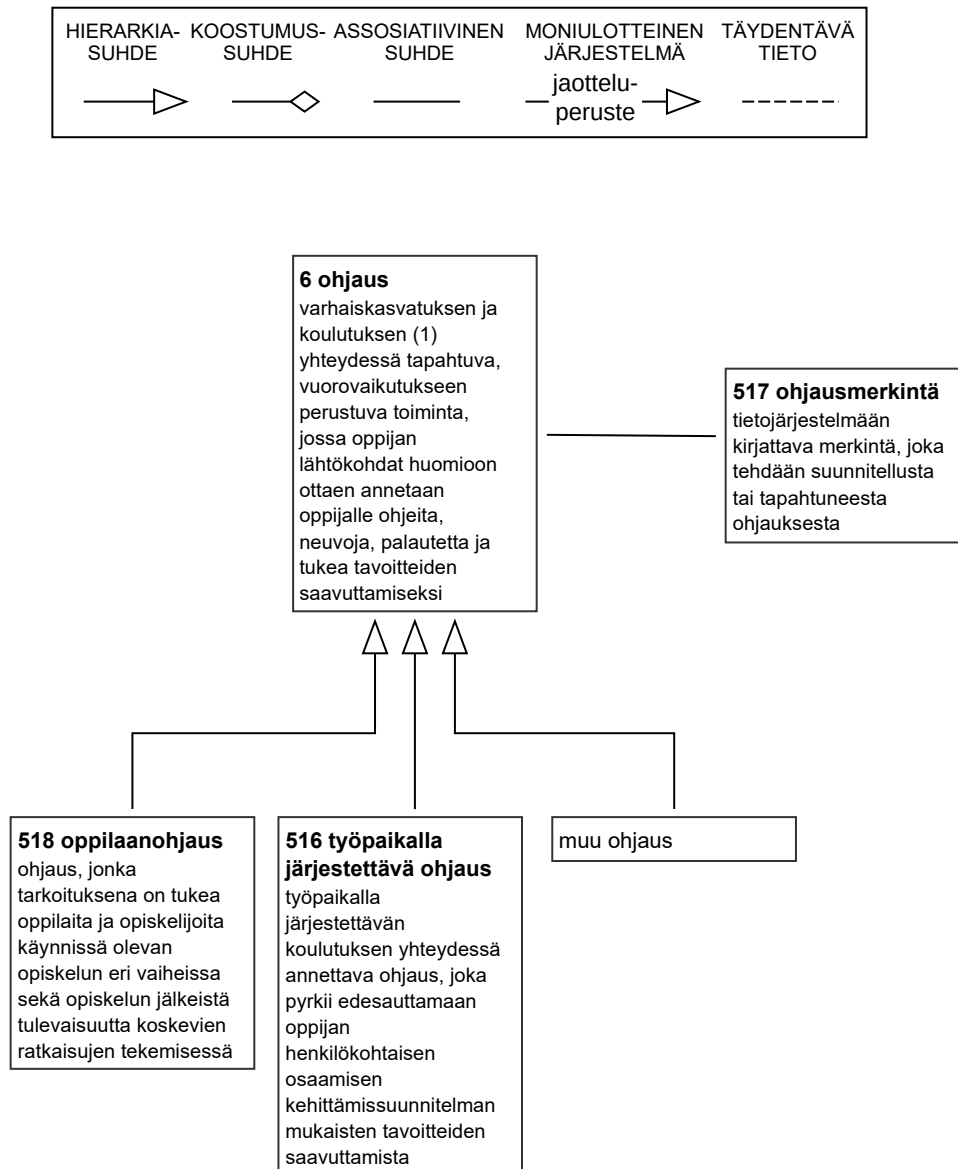 HIERARKIA-
SUHDE
KOOSTUMUS-
SUHDE
ASSOSIATIIVINEN
SUHDE
MONIULOTTEINEN
JÄRJESTELMÄ
jaottelu-
peruste
TÄYDENTÄVÄ
TIETO
6 ohjaus
varhaiskasvatuksen ja
koulutuksen (1)
yhteydessä tapahtuva,
vuorovaikutukseen
perustuva toiminta,
jossa oppijan
lähtökohdat huomioon
ottaen annetaan
oppijalle ohjeita,
neuvoja, palautetta ja
tukea tavoitteiden
saavuttamiseksi
517 ohjausmerkintä
tietojärjestelmään
kirjattava merkintä, joka
tehdään suunnitellusta
tai tapahtuneesta
ohjauksesta
518 oppilaanohjaus
ohjaus, jonka
tarkoituksena on tukea
oppilaita ja opiskelijoita
käynnissä olevan
opiskelun eri vaiheissa
sekä opiskelun jälkeistä
tulevaisuutta koskevien
ratkaisujen tekemisessä
516 työpaikalla
järjestettävä ohjaus
työpaikalla
järjestettävän
koulutuksen yhteydessä
annettava ohjaus, joka
pyrkii edesauttamaan
oppijan
henkilökohtaisen
osaamisen
kehittämissuunnitelman
mukaisten tavoitteiden
saavuttamista
muu ohjaus